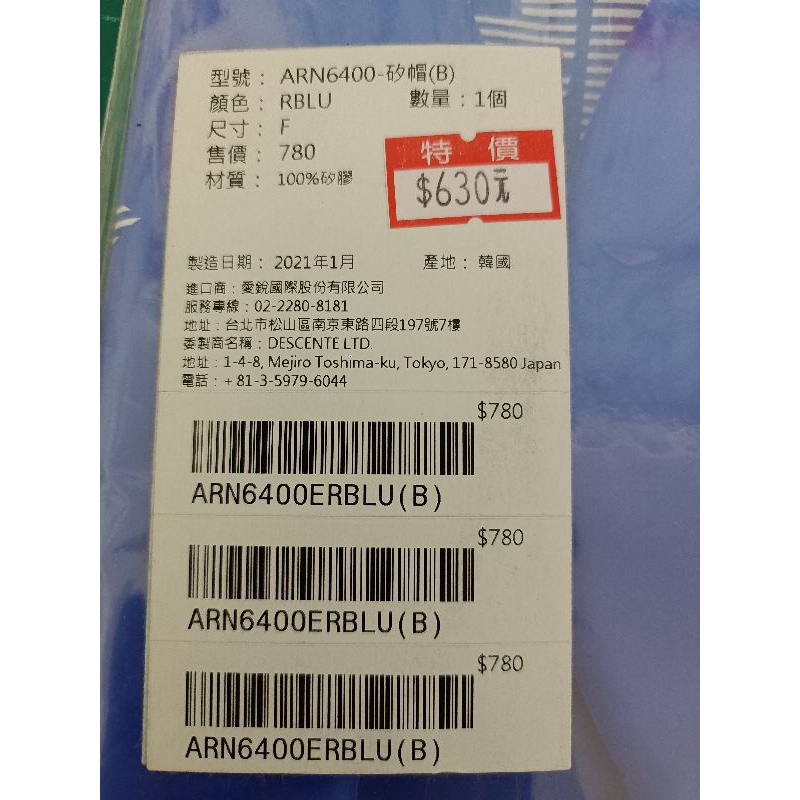 型號： ARN6400-矽帽(B)
顏色： RBLU 數量：1個
尺寸： F
售價： 780
材質： 100%矽膠
特 價
$630元
製造日期： 2021年1月 產地： 韓國
進口商：愛銳國際股份有限公司
服務專線：02-2280-8181
地址：台北市松山區南京東路四段197號7樓
委製商名稱：DESCENTE LTD.
地址：1-4-8, Mejiro Toshima-ku, Tokyo, 171-8580 Japan
電話：+81-3-5979-6044
$780
ARN6400ERBLU(B)
$780
ARN6400ERBLU(B)
$780
ARN6400ERBLU(B)